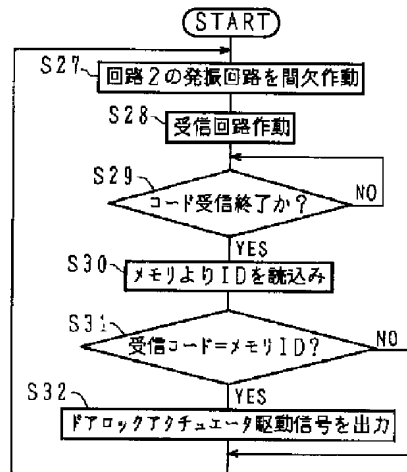 START
S27
回路2の発振回路を間欠作動
S28
受信回路作動
S29
コード受信終了か?
NO
YES
S30
メモリよりIDを読込み
S31
受信コード=メモリID?
NO
YES
S32
ドアロックアクチュエータ駆動信号を出力